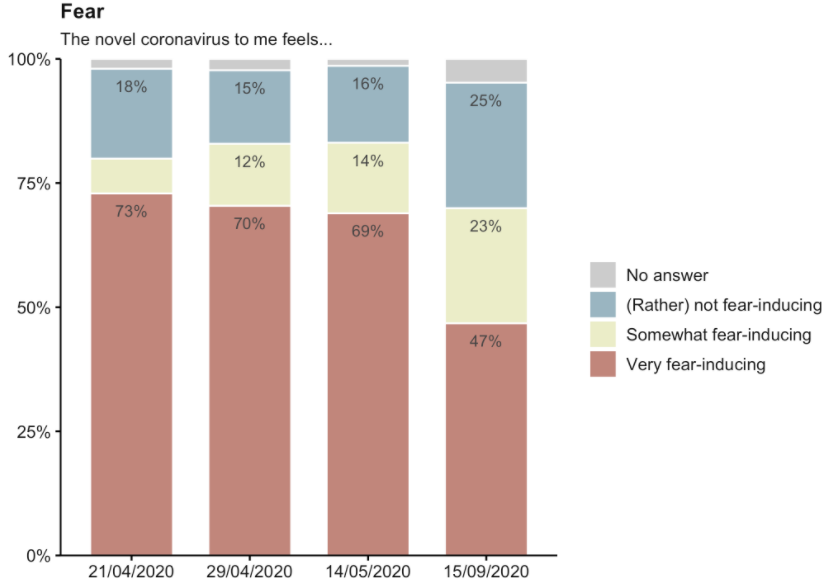 Fear
The novel coronavirus to me feels...
100%
75%
50%
25%
0%
18%
15%
16%
25%
12%
14%
23%
73%
70%
69%
47%
No answer
(Rather) not fear-inducing
Somewhat fear-inducing
Very fear-inducing
21/04/2020 29/04/2020 14/05/2020 15/09/2020